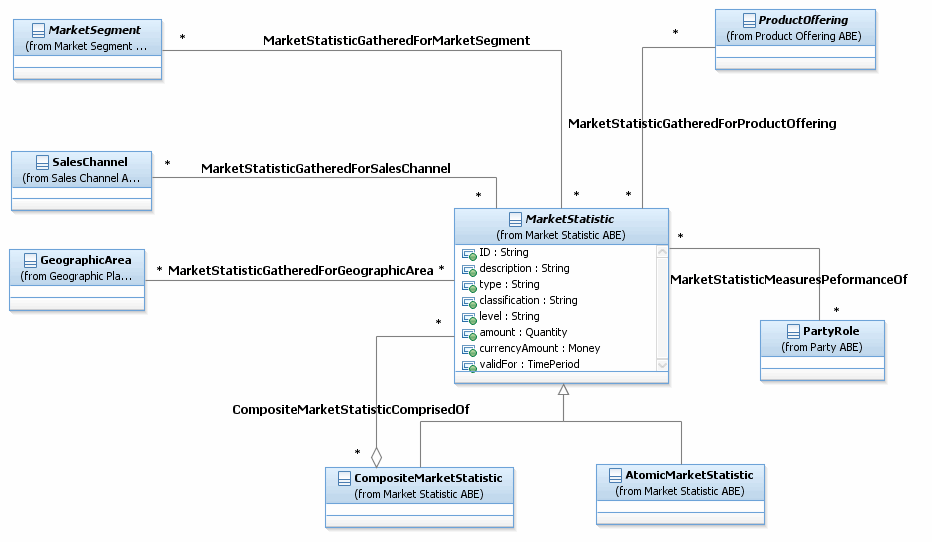 MarketSegment
(from Market Segment ...
*
MarketStatisticGatheredForMarketSegment
*
ProductOffering
(from Product Offering ABE)
*
MarketStatisticGatheredForProductOffering
*
SalesChannel
(from Sales Channel A...
*
MarketStatisticGatheredForSalesChannel
*
GeographicArea
(from Geographic Pla...
*
MarketStatisticGatheredForGeographicArea
*
MarketStatistic
(from Market Statistic ABE)
ID : String
description : String
type : String
classification : String
level : String
amount : Quantity
currencyAmount : Money
validFor : TimePeriod
*
MarketStatisticMeasuresPeformanceOf
*
PartyRole
(from Party ABE)
*
CompositeMarketStatisticComprisedOf
*
CompositeMarketStatistic
(from Market Statistic ABE)
AtomicMarketStatistic
(from Market Statistic ABE)